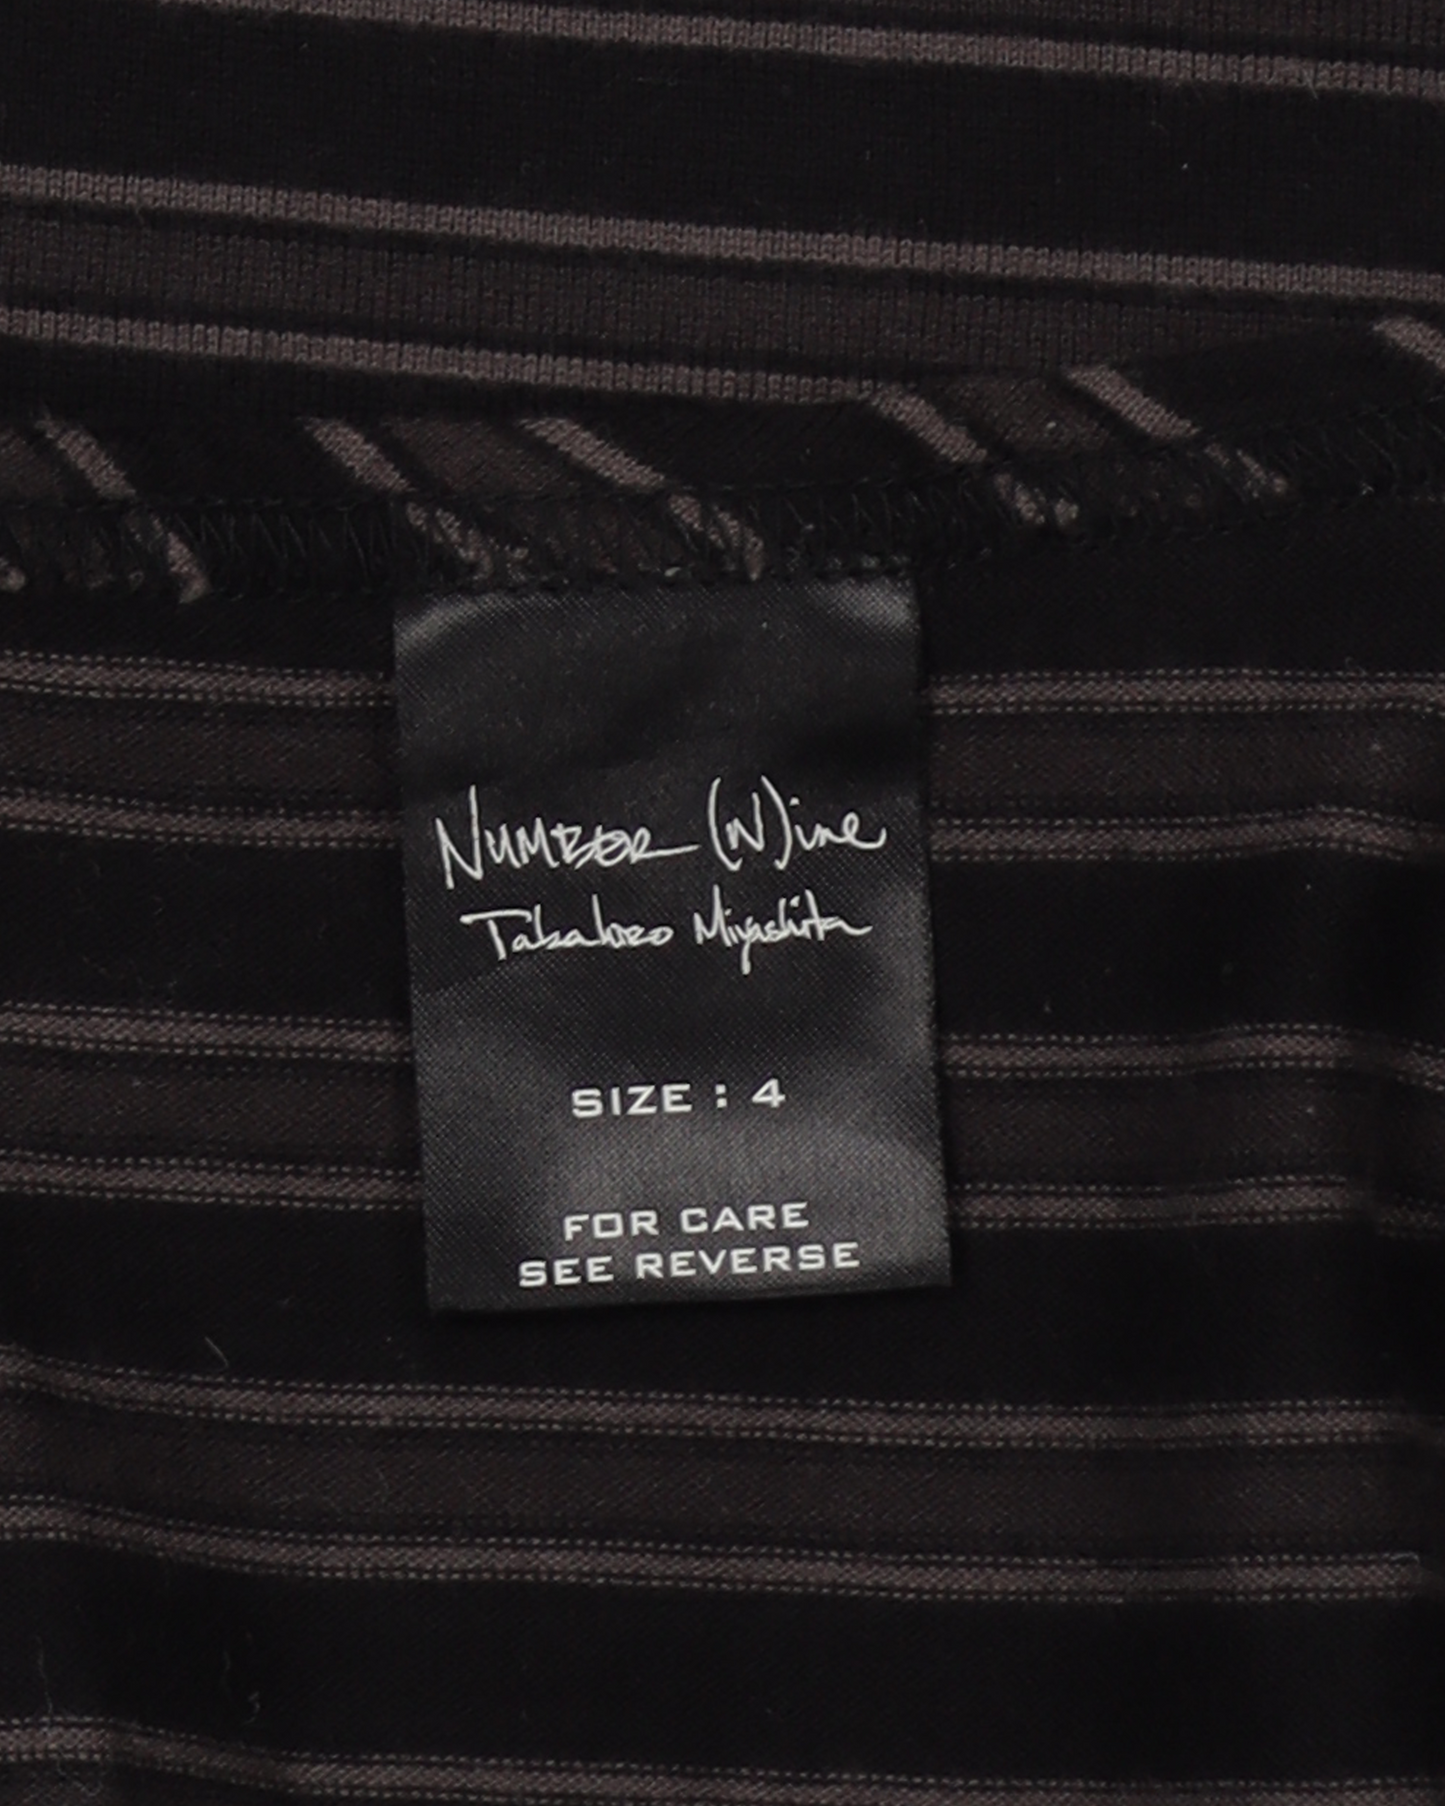 NUMBER (N)ine
Takahiro Miyashita
SIZE : 4
FOR CARE
SEE REVERSE